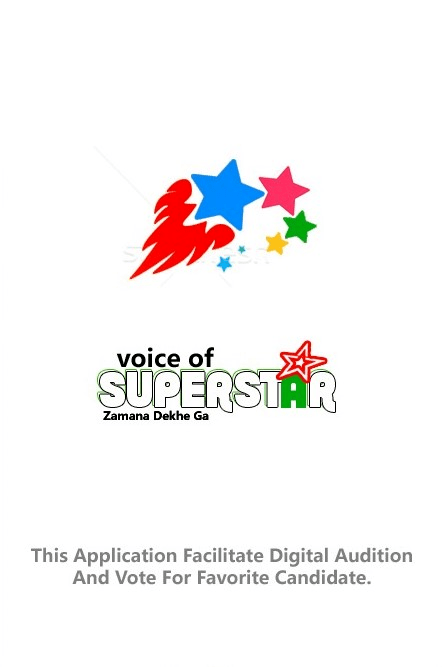 voice of
SUPERSTAR
Zamana Dekhe Ga
This Application Facilitate Digital Audition
And Vote For Favorite Candidate.